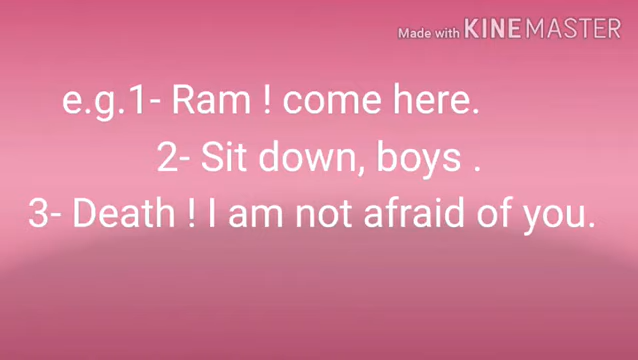 Made with KINEMASTER
e.g.1- Ram ! come here.
2- Sit down, boys .
3- Death ! I am not afraid of you.